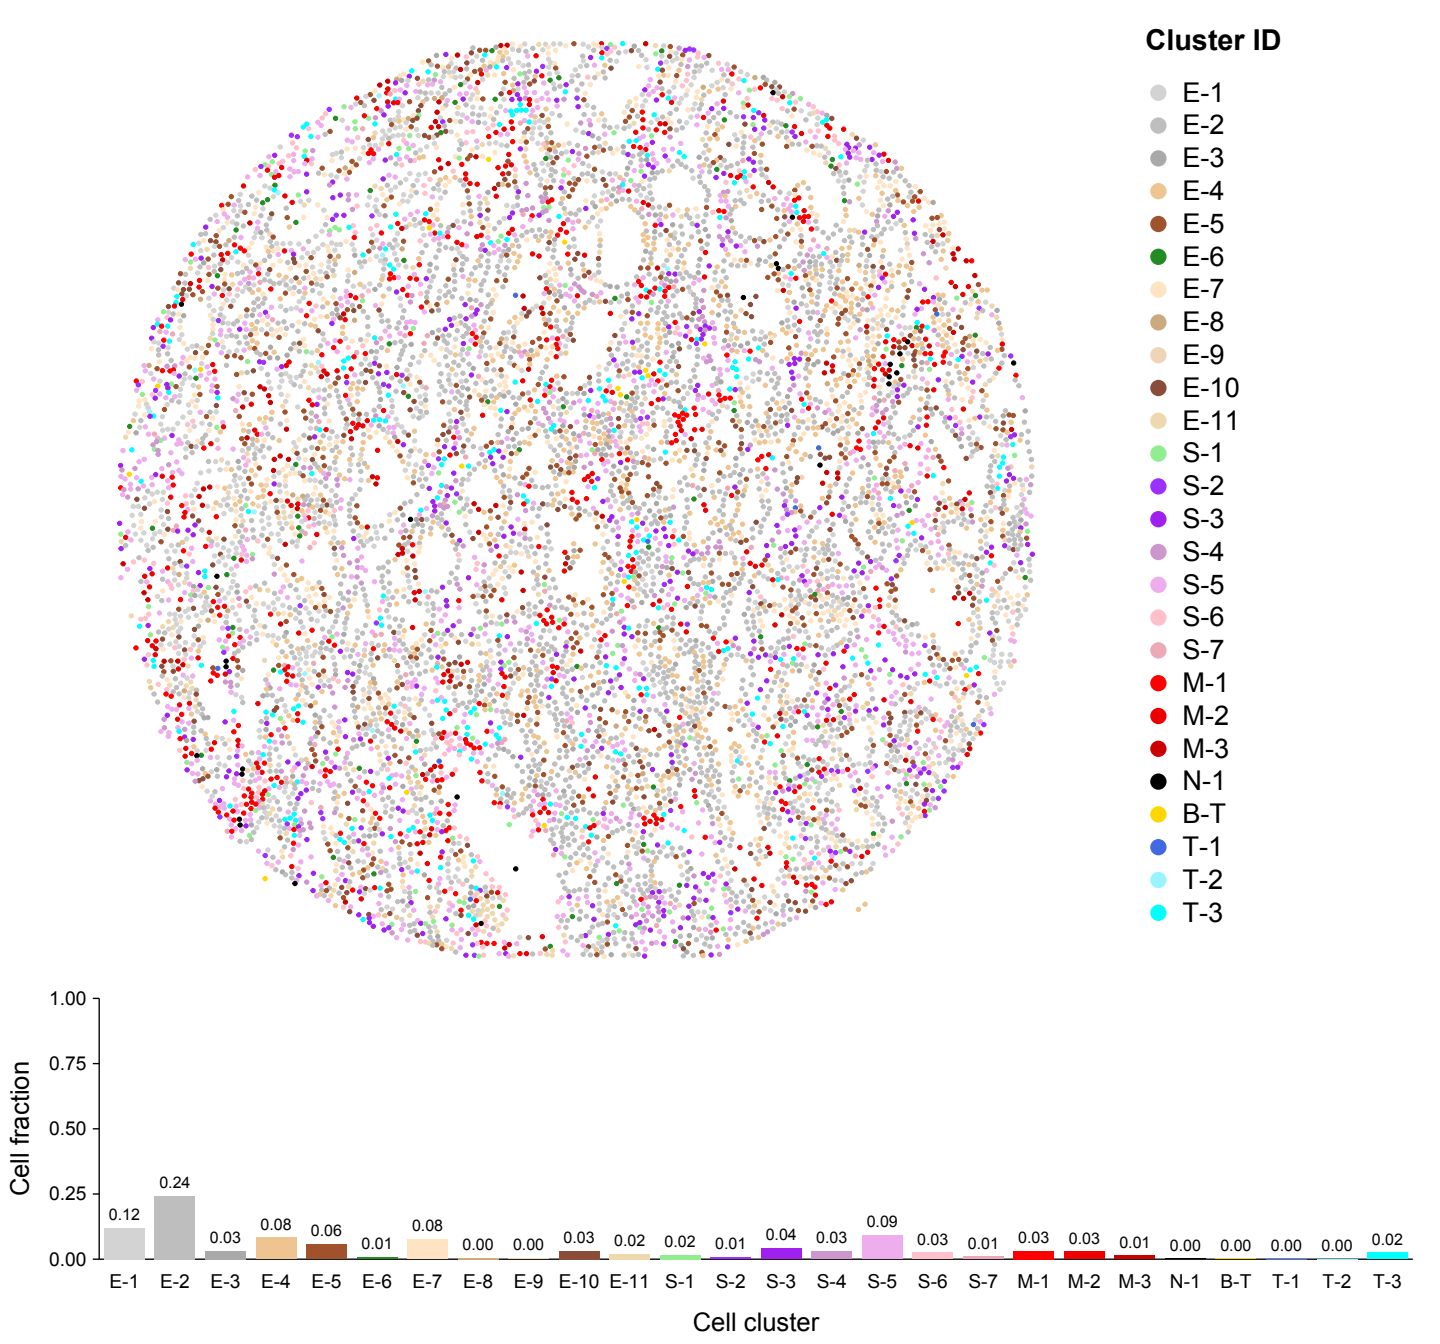 Cluster ID
E-1
E-2
E-3
E-4
E-5
E-6
E-7
E-8
E-9
E-10
E-11
S-1
S-2
S-3
S-4
S-5
S-6
S-7
M-1
M-2
M-3
N-1
B-T
T-1
T-2
T-3
1.00
0.75
0.50
0.25
0.00
Cell fraction
0.12 0.24 0.03 0.08 0.06 0.01 0.08 0.00 0.00 0.03 0.02 0.02 0.01 0.04 0.03 0.09 0.03 0.01 0.03 0.03 0.01 0.00 0.00 0.00 0.00 0.02
E-1 E-2 E-3 E-4 E-5 E-6 E-7 E-8 E-9 E-10 E-11 S-1 S-2 S-3 S-4 S-5 S-6 S-7 M-1 M-2 M-3 N-1 B-T T-1 T-2 T-3
Cell cluster